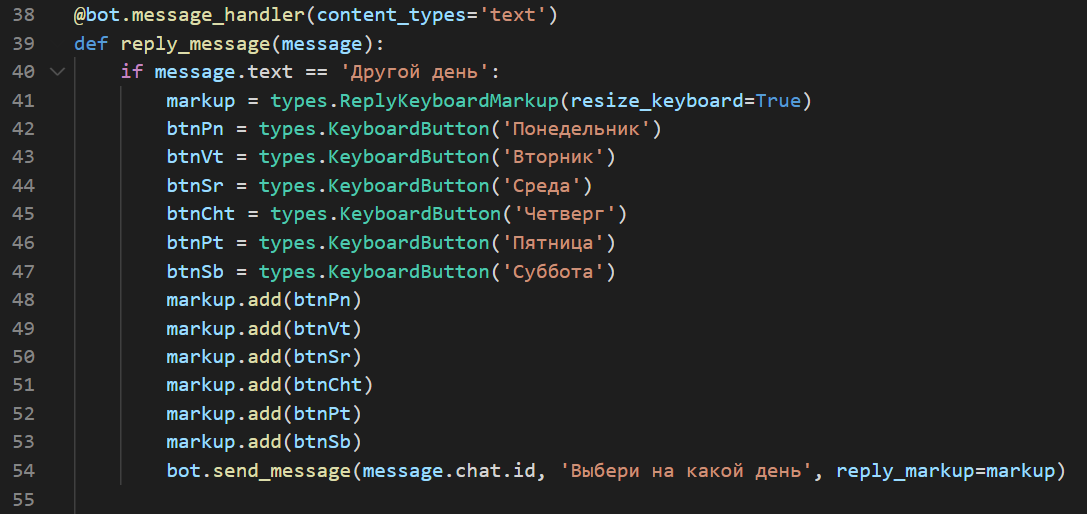 38 @bot.message_handler(content_types='text')
39 def reply_message(message):
40 if message.text == 'Другой день':
41 markup = types.ReplyKeyboardMarkup(resize_keyboard=True)
42 btnPn = types.KeyboardButton('Понедельник')
43 btnVt = types.KeyboardButton('Вторник')
44 btnSr = types.KeyboardButton('Среда')
45 btnCht = types.KeyboardButton('Четверг')
46 btnPt = types.KeyboardButton('Пятница')
47 btnSb = types.KeyboardButton('Суббота')
48 markup.add(btnPn)
49 markup.add(btnVt)
50 markup.add(btnSr)
51 markup.add(btnCht)
52 markup.add(btnPt)
53 markup.add(btnSb)
54 bot.send_message(message.chat.id, 'Выбери на какой день', reply_markup=markup)
55